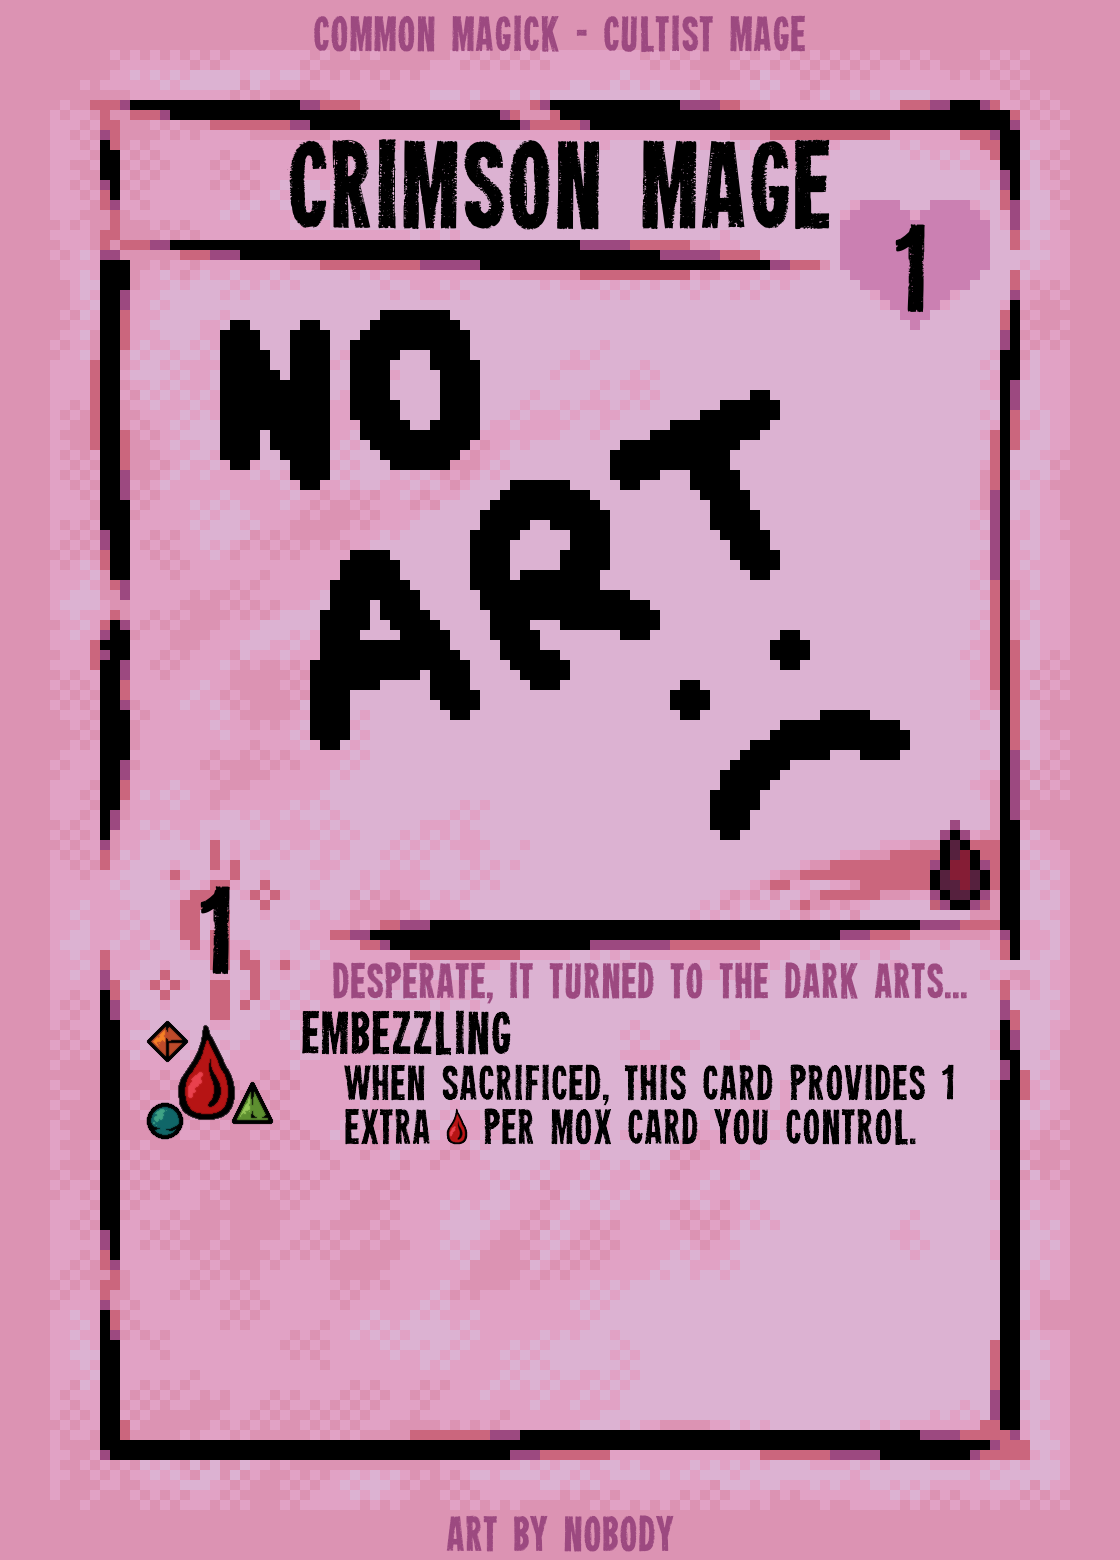 COMMON MAGICK - CULTIST MAGE
CRIMSON MAGE
1
NO
ART
1
DESPERATE, IT TURNED TO THE DARK ARTS...
EMBEZZLING
WHEN SACRIFICED, THIS CARD PROVIDES 1
EXTRA PER MOX CARD YOU CONTROL.
ART BY NOBODY